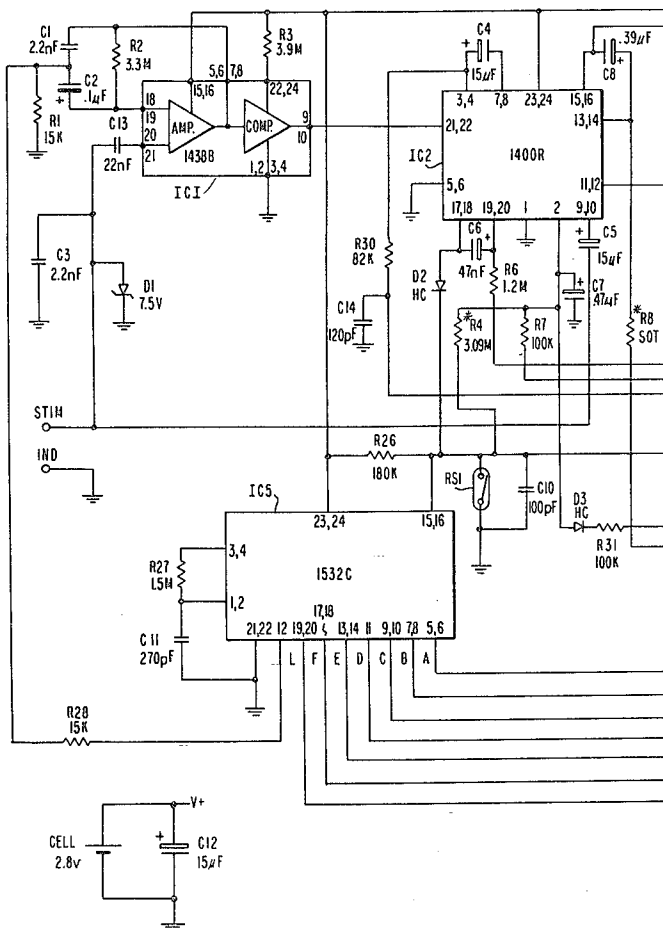 C1
2.2nF
R2
3.3M
R3
3.9M
C4
15µF
.39µF
C8
C2
.1µF
5,6
7,8
15,16
22,24
3,4
7,8
23,24
15,16
13,14
R1
15K
C13
22nF
18
19
20
21
AMP.
COMP.
9
10
1438B
1,2
3,4
IC1
21,22
IC2
1400R
5,6
11,12
17,18
19,20
1
2
9,10
C5
15µF
C3
2.2nF
D1
7.5V
R30
82K
C6
47nF
R6
1.2M
D2
HC
C7
.47µF
C14
120pF
*R4
3.09M
R7
100K
*R8
SOT
STIM
IND
R26
180K
RS1
C10
100pF
IC5
23,24
15,16
D3
HC
R31
100K
3,4
R27
1.5M
1532C
1,2
C11
270pF
21,22
12
19,20
17,18
13,14
11
9,10
7,8
5,6
L
F
E
D
C
B
A
R28
15K
V+
CELL
2.8v
C12
15µF